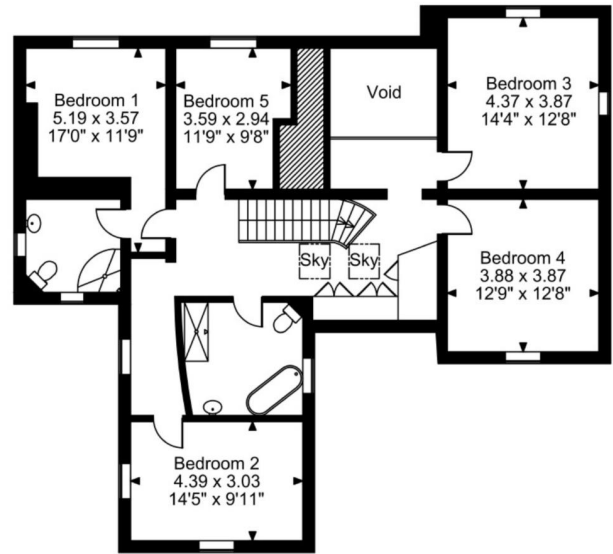 Bedroom 1
5.19 x 3.57
17'0" x 11'9"
Bedroom 5
3.59 x 2.94
11'9" x 9'8"
Void
Bedroom 3
4.37 x 3.87
14'4" x 12'8"
Sky
Sky
Bedroom 4
3.88 x 3.87
12'9" x 12'8"
Bedroom 2
4.39 x 3.03
14'5" x 9'11"